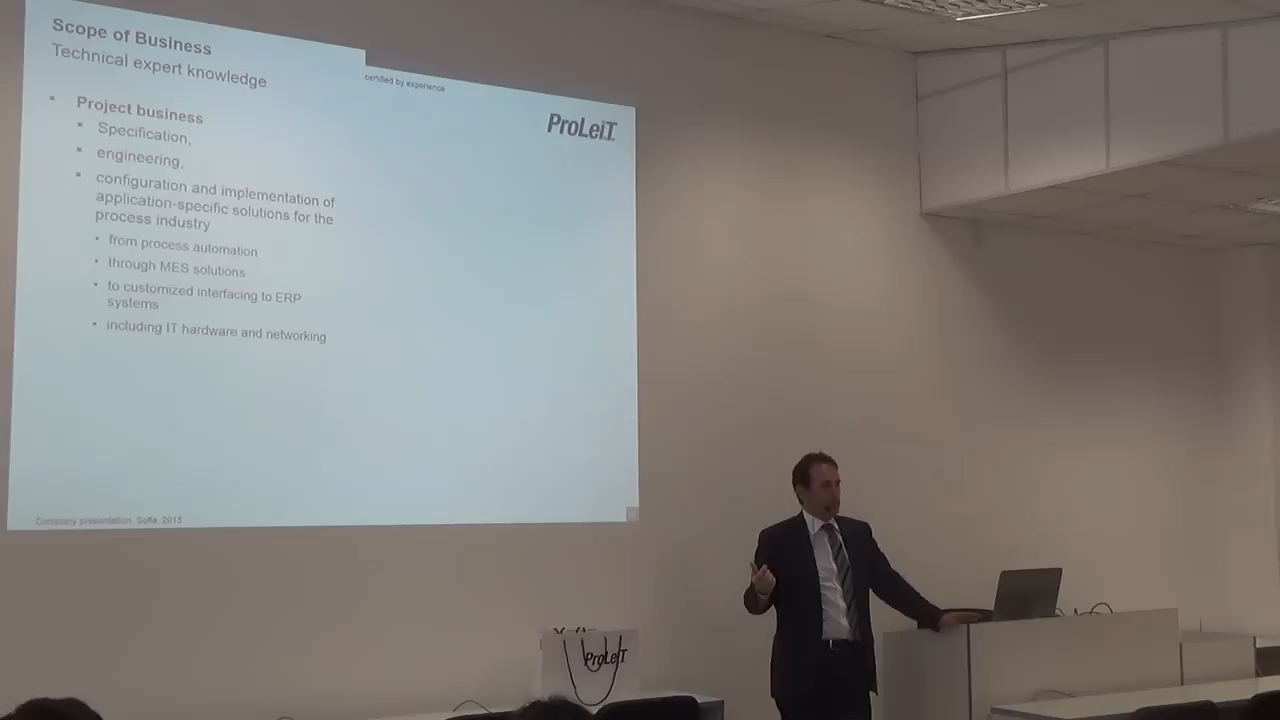 Scope of Business
Technical expert knowledge
certified by experience
ProLeiT
Project business
Specification,
engineering,
configuration and implementation of
application-specific solutions for the
process industry
from process automation
through MES solutions
to customized interfacing to ERP
systems
including IT hardware and networking
Company presentation, Sofia, 2015
ProLeiT